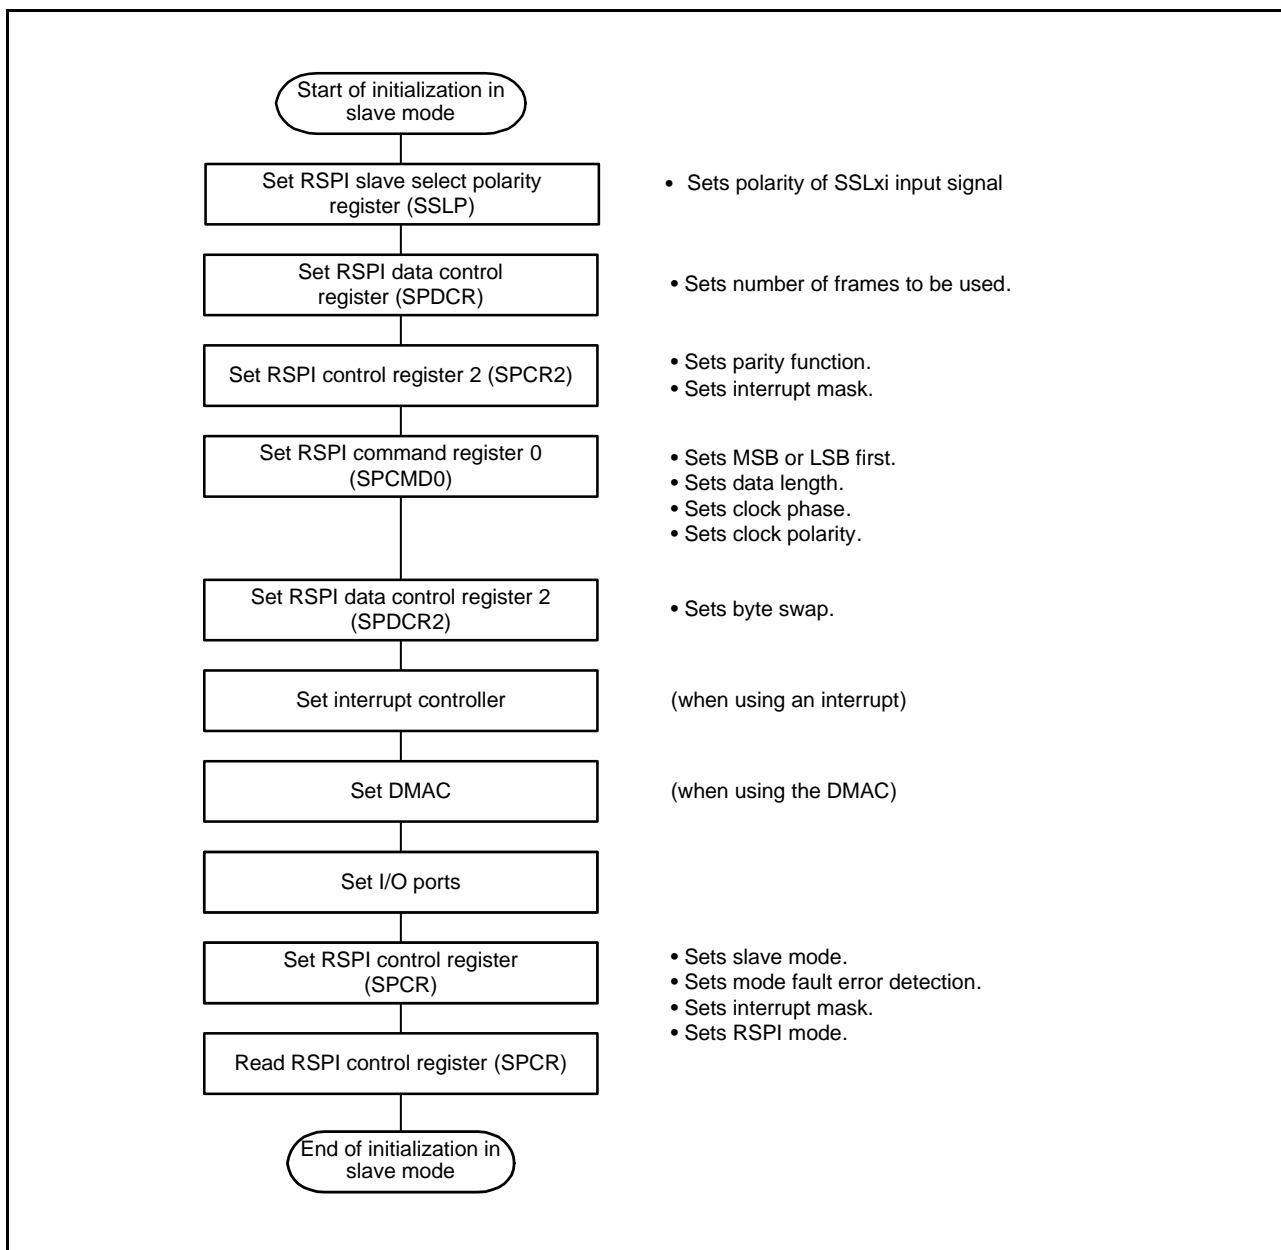 Start of initialization in
slave mode
Set RSPI slave select polarity
register (SSLP)
• Sets polarity of SSLxi input signal
Set RSPI data control
register (SPDCR)
• Sets number of frames to be used.
Set RSPI control register 2 (SPCR2)
• Sets parity function.
• Sets interrupt mask.
Set RSPI command register 0
(SPCMD0)
• Sets MSB or LSB first.
• Sets data length.
• Sets clock phase.
• Sets clock polarity.
Set RSPI data control register 2
(SPDCR2)
• Sets byte swap.
Set interrupt controller
(when using an interrupt)
Set DMAC
(when using the DMAC)
Set I/O ports
Set RSPI control register
(SPCR)
• Sets slave mode.
• Sets mode fault error detection.
• Sets interrupt mask.
• Sets RSPI mode.
Read RSPI control register (SPCR)
End of initialization in
slave mode